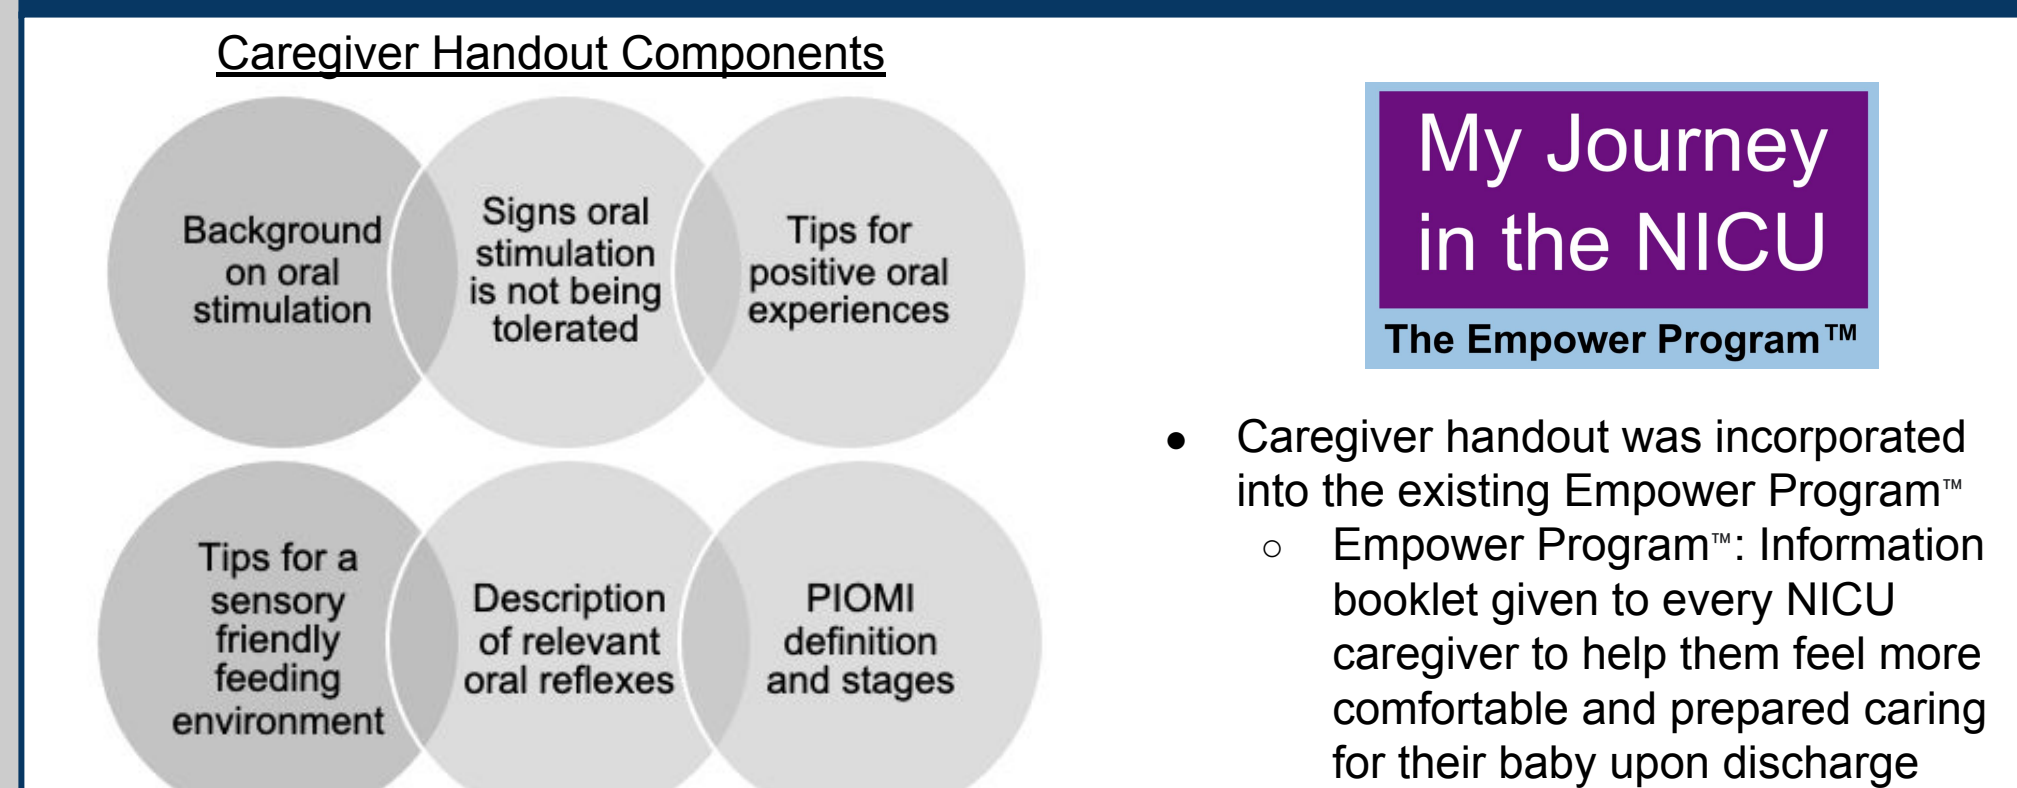 Caregiver Handout Components
Background
on oral
stimulation
Signs oral
stimulation
is not being
tolerated
Tips for
positive oral
experiences
Tips for a
sensory
friendly
feeding
environment
Description
of relevant
oral reflexes
PIOMI
definition
and stages
My Journey
in the NICU
The Empower Program™
● Caregiver handout was incorporated
into the existing Empower Program™
○ Empower Program™: Information
booklet given to every NICU
caregiver to help them feel more
comfortable and prepared caring
for their baby upon discharge